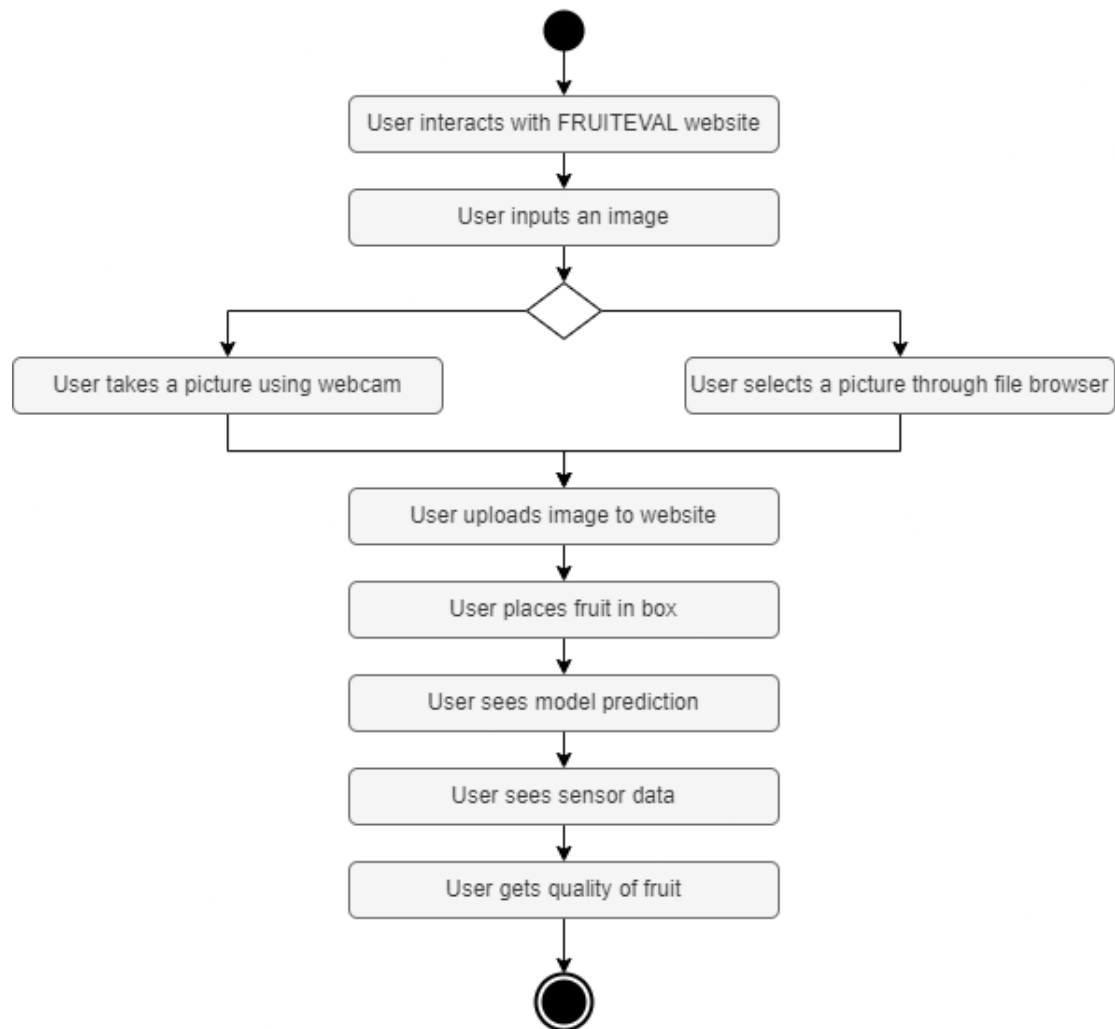 User interacts with FRUITEVAL website
User inputs an image
User takes a picture using webcam
User selects a picture through file browser
User uploads image to website
User places fruit in box
User sees model prediction
User sees sensor data
User gets quality of fruit